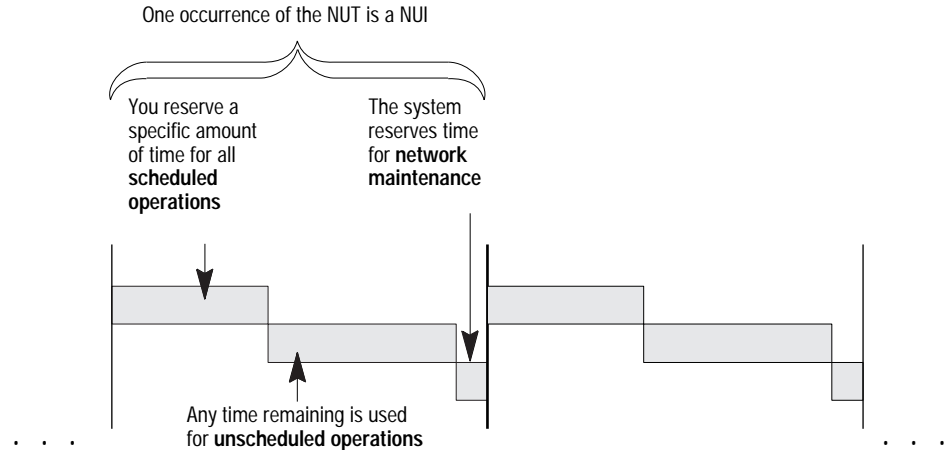 One occurrence of the NUT is a NUI
You reserve a
specific amount
of time for all
scheduled
operations
The system
reserves time
for network
maintenance
Any time remaining is used
for unscheduled operations
. . .
. . .